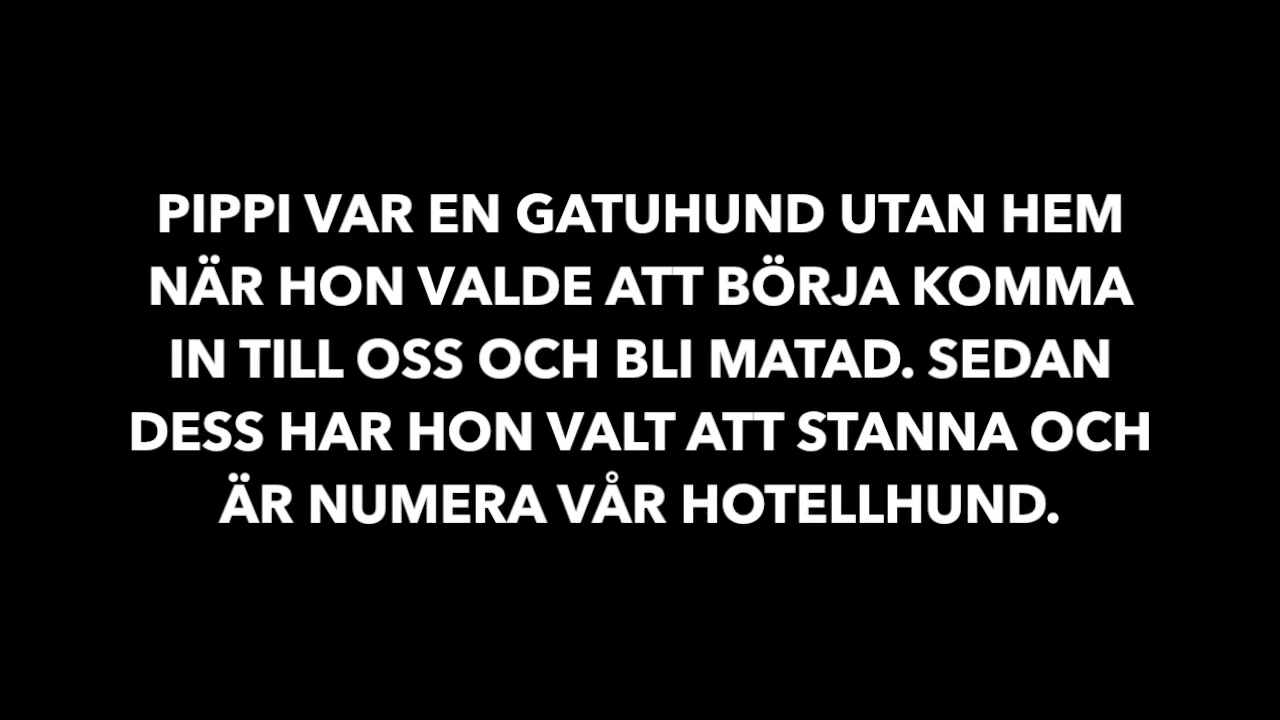 PIPPI VAR EN GATUHUND UTAN HEM
NÄR HON VALDE ATT BÖRJA KOMMA
IN TILL OSS OCH BLI MATAD. SEDAN
DESS HAR HON VALT ATT STANNA OCH
ÄR NUMERA VÅR HOTELLHUND.